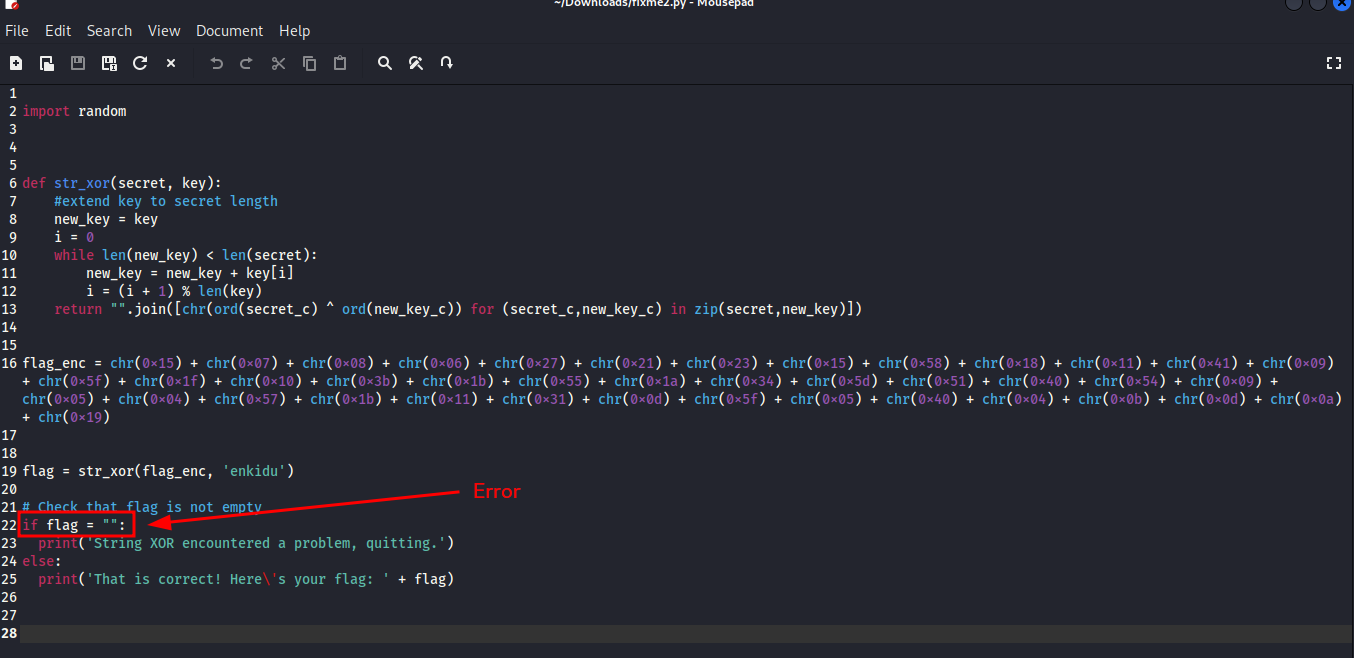 ~/Downloads/fixme2.py - Mousepad
File Edit Search View Document Help
1
2 import random
3
4
5
6 def str_xor(secret, key):
7     #extend key to secret length
8     new_key = key
9     i = 0
10     while len(new_key) < len(secret):
11         new_key = new_key + key[i]
12         i = (i + 1) % len(key)
13     return "".join([chr(ord(secret_c) ^ ord(new_key_c)) for (secret_c,new_key_c) in zip(secret,new_key)])
14
15
16 flag_enc = chr(0x15) + chr(0x07) + chr(0x08) + chr(0x06) + chr(0x27) + chr(0x21) + chr(0x23) + chr(0x15) + chr(0x58) + chr(0x18) + chr(0x11) + chr(0x41) + chr(0x09)
+ chr(0x5f) + chr(0x1f) + chr(0x10) + chr(0x3b) + chr(0x1b) + chr(0x55) + chr(0x1a) + chr(0x34) + chr(0x5d) + chr(0x51) + chr(0x40) + chr(0x54) + chr(0x09) +
chr(0x05) + chr(0x04) + chr(0x57) + chr(0x1b) + chr(0x11) + chr(0x31) + chr(0x0d) + chr(0x5f) + chr(0x05) + chr(0x40) + chr(0x04) + chr(0x0b) + chr(0x0d) + chr(0x0a)
+ chr(0x19)
17
18
19 flag = str_xor(flag_enc, 'enkidu')
20
21 # Check that flag is not empty
Error
22 if flag = "":
23   print('String XOR encountered a problem, quitting.')
24 else:
25   print('That is correct! Here\'s your flag: ' + flag)
26
27
28